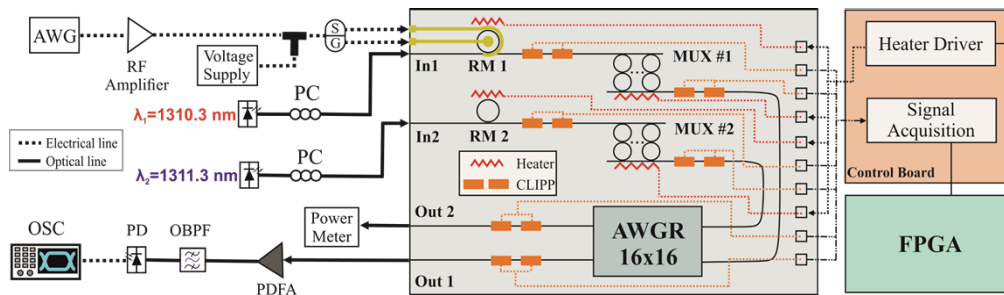 AWG
RF
Amplifier
Voltage
Supply
S
G
PC
λ₁=1310.3 nm
In1
RM 1
MUX #1
Heater Driver
Signal
Acquisition
Control Board
Electrical line
Optical line
PC
λ₂=1311.3 nm
In2
RM 2
MUX #2
Heater
CLIPP
FPGA
OSC
PD
OBPF
PDFA
Power
Meter
Out 2
Out 1
AWGR
16x16